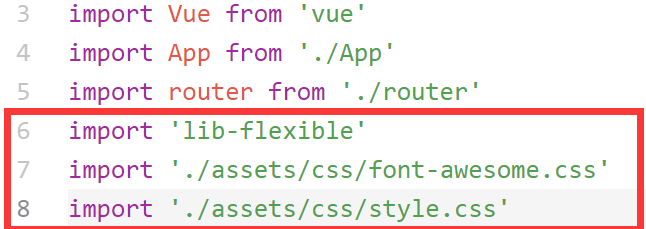 3 import Vue from 'vue'
4 import App from './App'
5 import router from './router'
6 import 'lib-flexible'
7 import './assets/css/font-awesome.css'
8 import './assets/css/style.css'